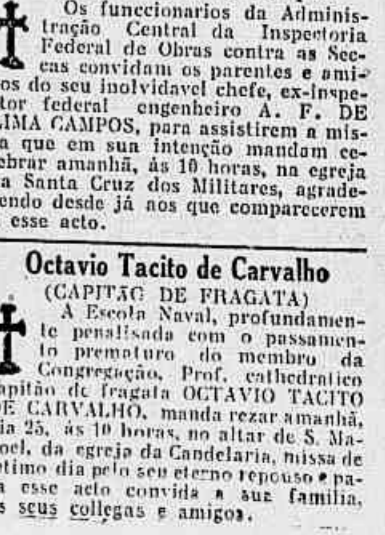 Os funccionarios da Adminis-
tração Central da Inspectoria
Federal de Obras contra as Sec-
cas convidam os parentes e ami-
os do seu inolvidavel chefe, ex-inspe-
tor federal engenheiro A. F. DE
LIMA CAMPOS, para assistirem a mis-
a que em sua intenção mandam ce-
ebrar amanhã, ás 10 horas, na egreja
a Santa Cruz dos Militares, agrade-
endo desde já aos que comparecerem
esse acto.
Octavio Tacito de Carvalho
(CAPITÃO DE FRAGATA)
A Escola Naval, profundamen-
te penalisada com o passamen-
to prematuro do membro da
Congregação, Prof. cathedratico
apitão de fragata OCTAVIO TACITO
DE CARVALHO, manda rezar amanhã,
ia 25, ás 10 horas, no altar de S. Ma-
oel, da egreja da Candelaria, missa de
etimo dia pelo seu eterno repouso e pa-
a esse acto convida a sua familia,
s seus collegas e amigos.